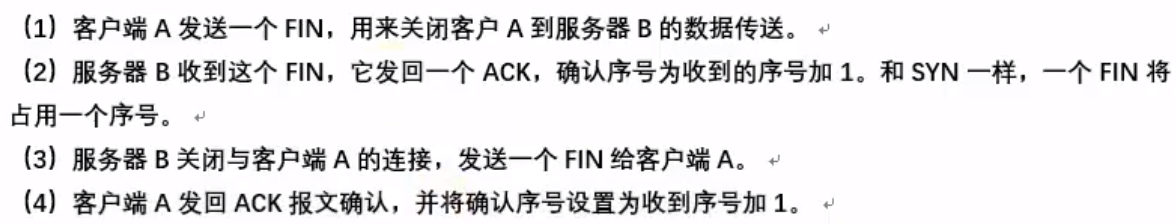 （1）客户端 A 发送一个 FIN，用来关闭客户 A 到服务器 B 的数据传送。
（2）服务器 B 收到这个 FIN，它发回一个 ACK，确认序号为收到的序号加 1。和 SYN 一样，一个 FIN 将
占用一个序号。
（3）服务器 B 关闭与客户端 A 的连接，发送一个 FIN 给客户端 A。
（4）客户端 A 发回 ACK 报文确认，并将确认序号设置为收到序号加 1。